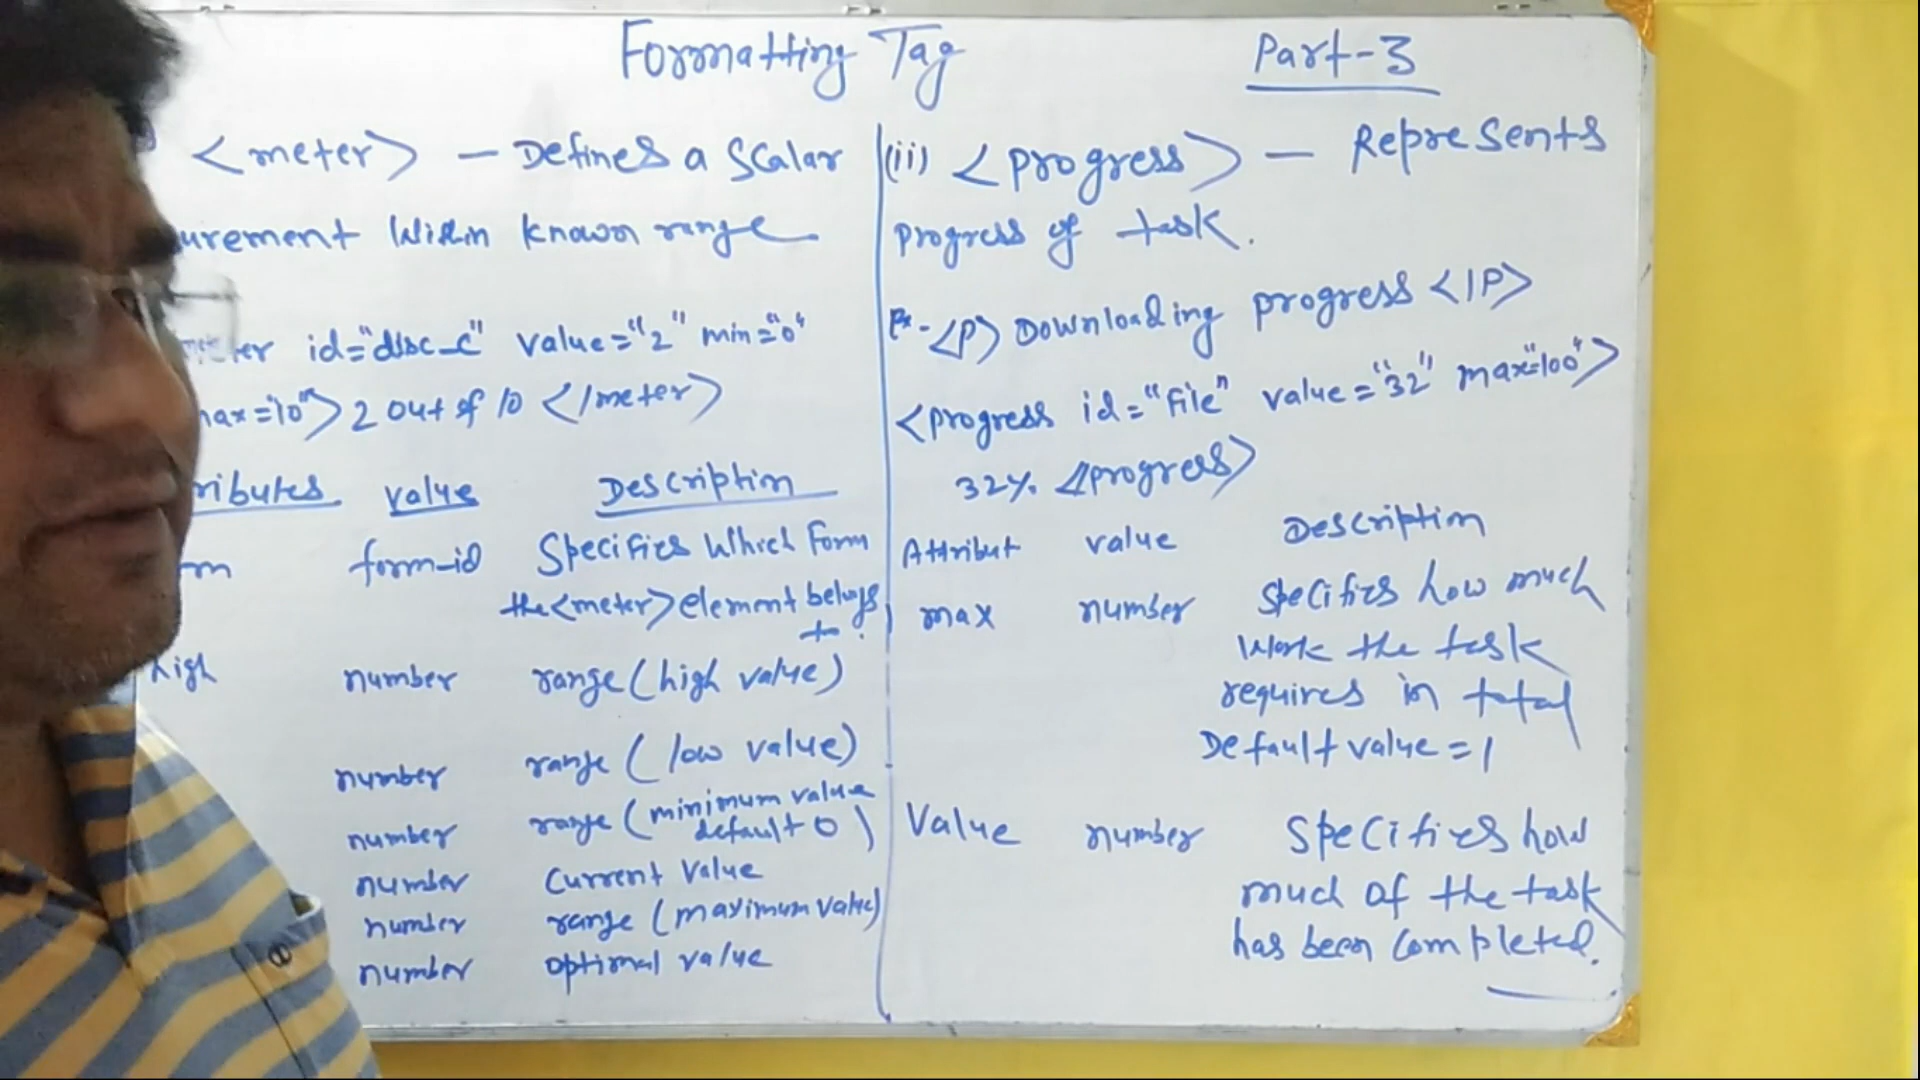 Formatting Tag
Part-3
<meter> - Defines a Scalar
urement Within known range
meter id="disc_c" value="2" min="0"
max="10"> 2 out of 10 </meter>
ributes value Description
rm form-id Specifies Which Form
the <meter> element belongs
to.
high number range (high value)
number range (low value)
number range (minimum value
default 0)
number Current Value
number range (maximum value)
number optimal value
(ii) <progress> - Represents
progress of task.
<P> Downloading progress </P>
<progress id="file" value="32" max="100">
32% </progress>
Attribut value Description
max number Specifies how much
Work the task
requires in total
Default value = 1
Value number Specifies how
much of the task
has been completed.